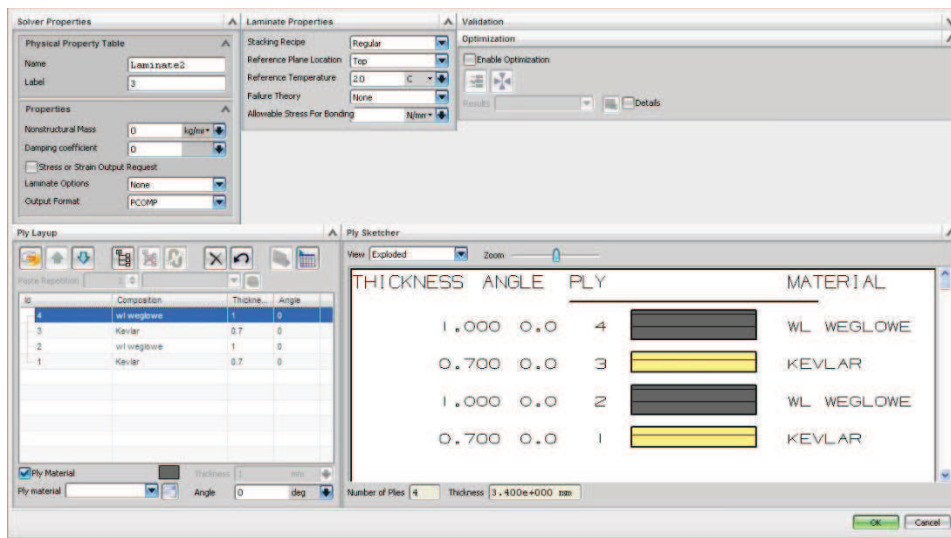 Solver Properties
Physical Property Table
Name Laminate2
Label 3
Properties
Nonstructural Mass 0 kg/m
Damping coefficient 0
Stress or Strain Output Request
Laminate Options None
Output Format PCOMP
Laminate Properties
Stacking Recipe Regular
Reference Plane Location Top
Reference Temperature 20 C
Failure Theory None
Allowable Stress For Bonding N/mm
Validation
Optimization
Enable Optimization
Results
Details
Ply Layup
Paste Repetition 1
Id Composition Thickne... Angle
4 wl weglowe 1 0
3 Kevlar 0.7 0
2 wl weglowe 1 0
1 Kevlar 0.7 0
Ply Material Thickness 1 mm
Ply material Angle 0 deg
Ply Sketcher
View Exploded Zoom
THICKNESS ANGLE PLY MATERIAL
1.000 0.0 4 WL WEGLOWE
0.700 0.0 3 KEVLAR
1.000 0.0 2 WL WEGLOWE
0.700 0.0 1 KEVLAR
Number of Plies 4 Thickness 3.400e+000 mm
OK Cancel